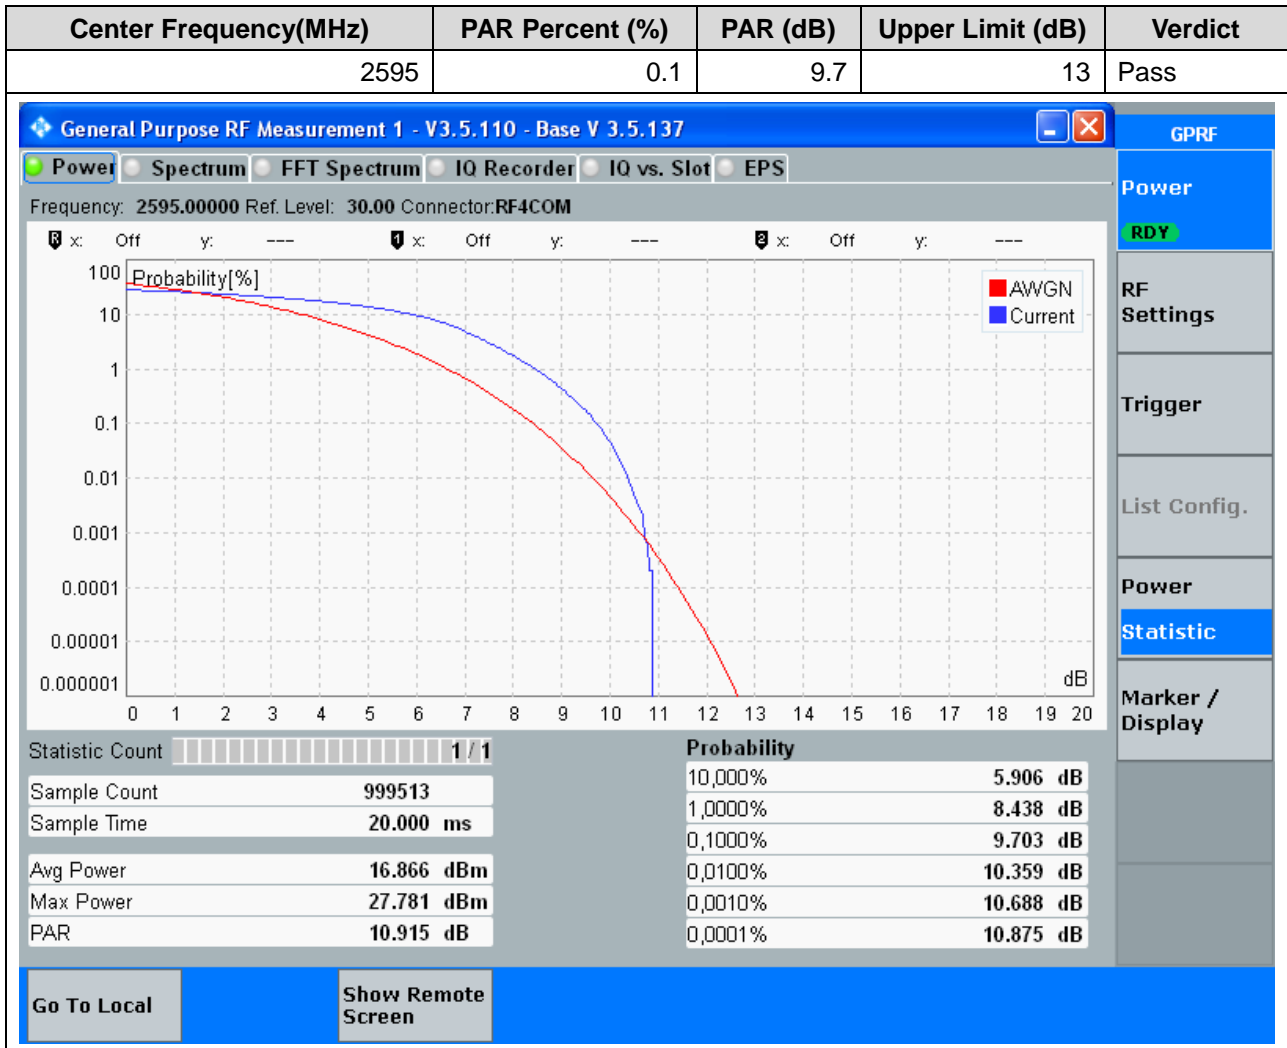 Center Frequency(MHz) PAR Percent (%) PAR (dB) Upper Limit (dB) Verdict
2595 0.1 9.7 13 Pass
General Purpose RF Measurement 1 - V3.5.110 - Base V 3.5.137
GPRF
Power Spectrum FFT Spectrum IQ Recorder IQ vs. Slot EPS
Power
RDY
Frequency: 2595.00000 Ref. Level: 30.00 Connector:RF4COM
R x: Off y: --- 1 x: Off y: --- 2 x: Off y: ---
Probability[%]
AWGN
Current
100
10
1
0.1
0.01
0.001
0.0001
0.00001
0.000001
dB
0 1 2 3 4 5 6 7 8 9 10 11 12 13 14 15 16 17 18 19 20
RF
Settings
Trigger
List Config.
Power
Statistic
Marker /
Display
Statistic Count 1 / 1
Sample Count 999513
Sample Time 20.000 ms
Avg Power 16.866 dBm
Max Power 27.781 dBm
PAR 10.915 dB
Probability
10,000% 5.906 dB
1,0000% 8.438 dB
0,1000% 9.703 dB
0,0100% 10.359 dB
0,0010% 10.688 dB
0,0001% 10.875 dB
Go To Local
Show Remote
Screen